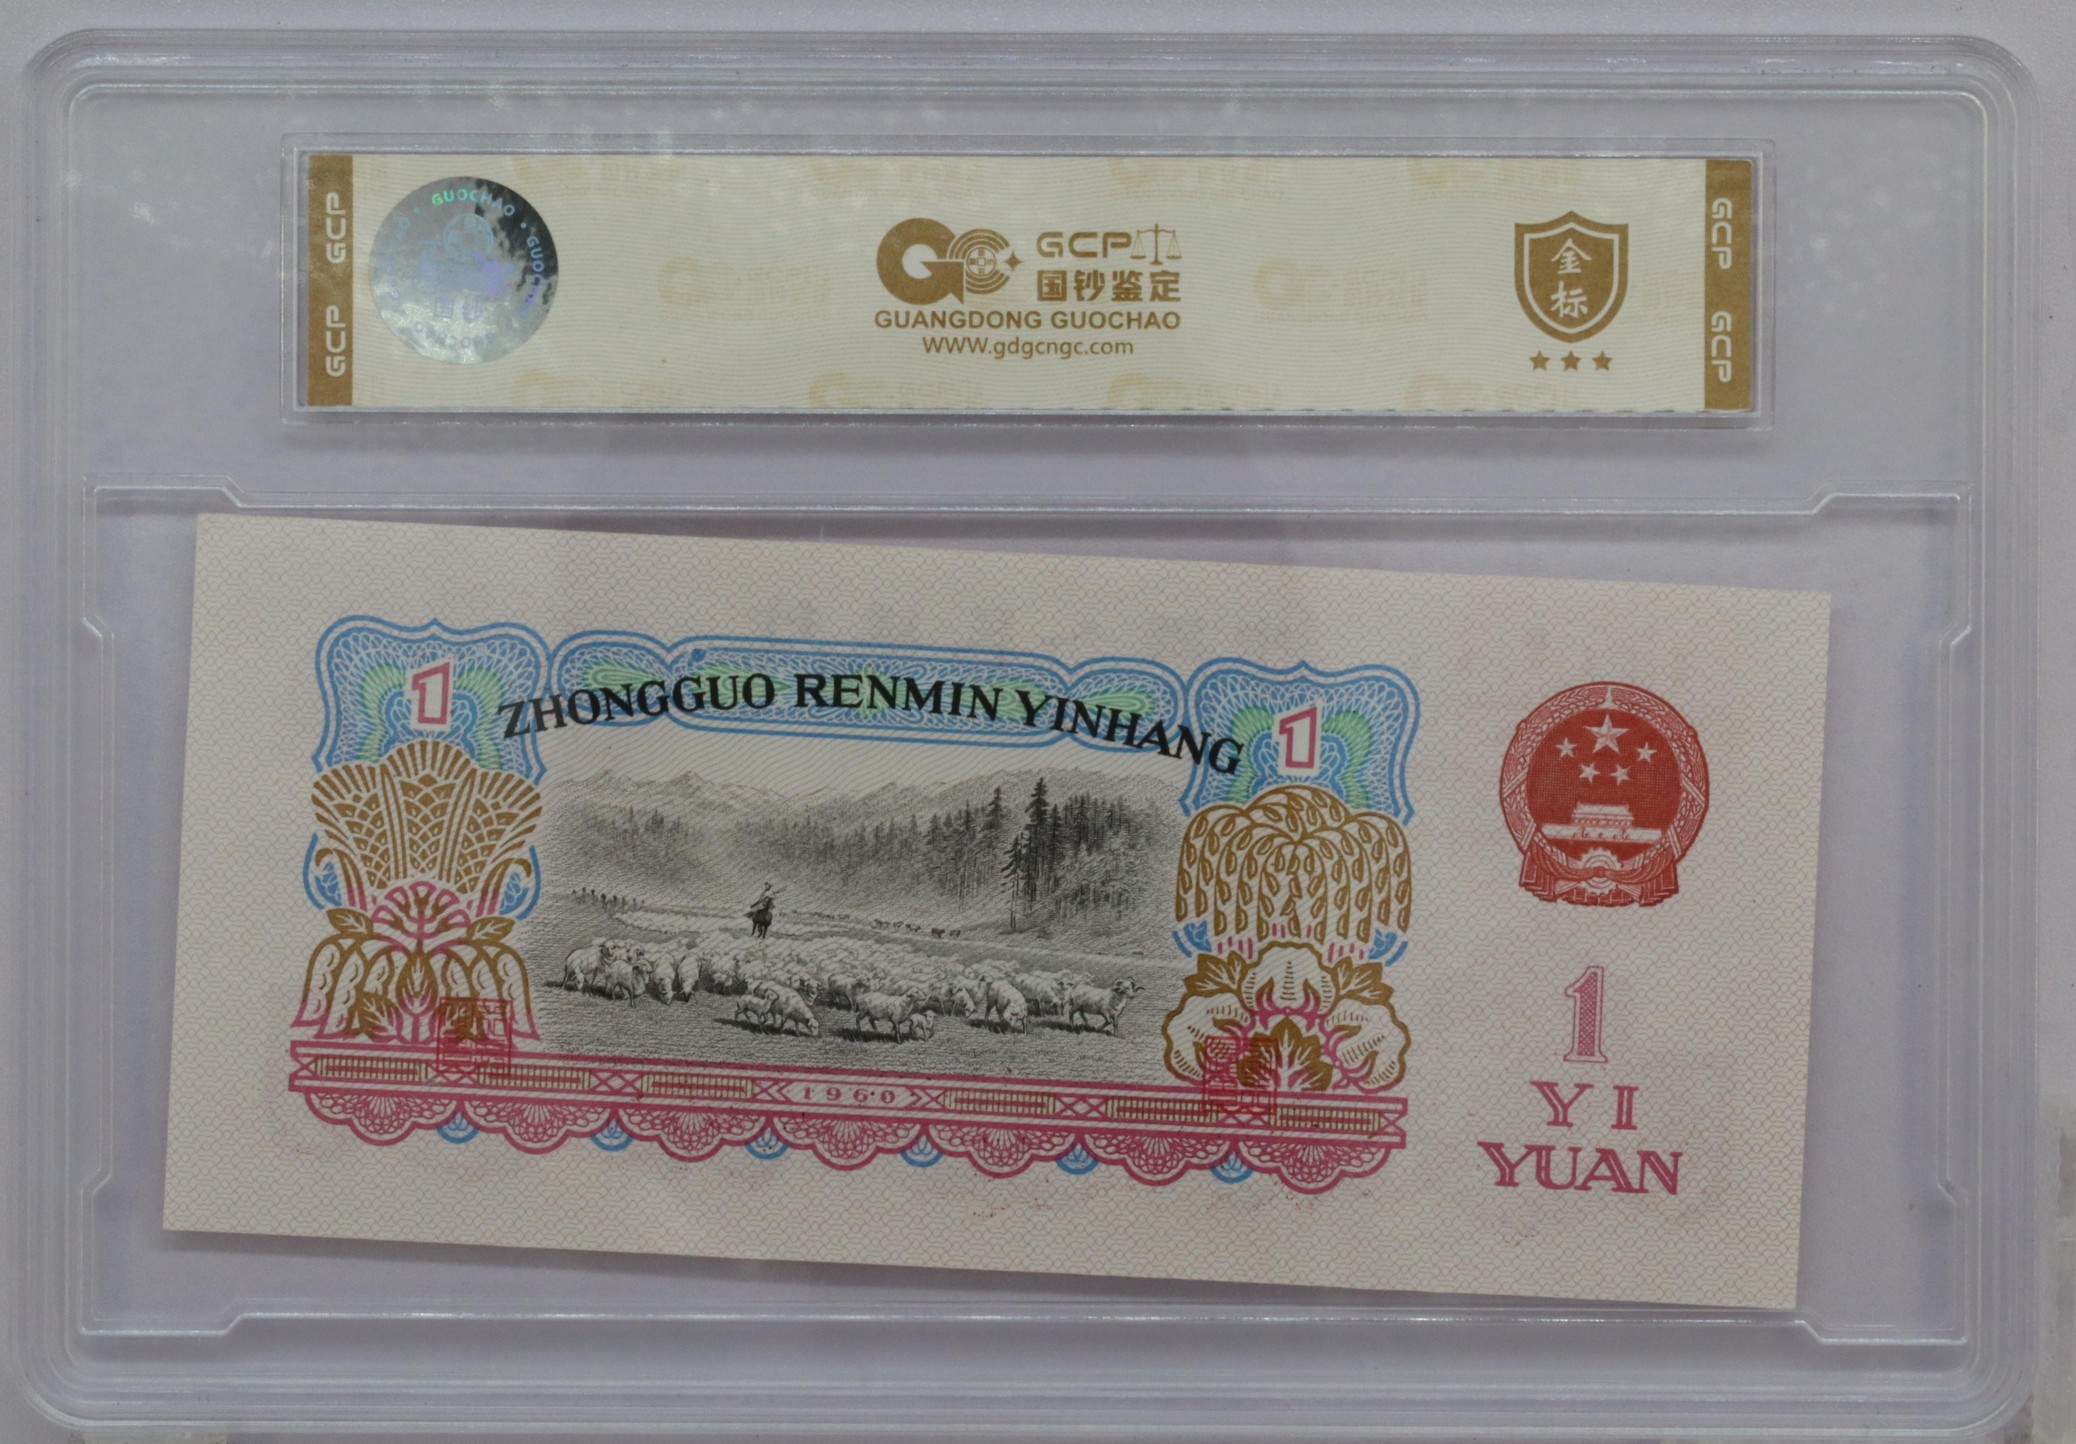 GCP GCP
GUOCHAO · GUOCHAO
GCP
国钞鉴定
GUANGDONG GUOCHAO
WWW.gdgcngc.com
金标
GCP GCP
ZHONGGUO RENMIN YINHANG
1
1
1960
1
YI
YUAN